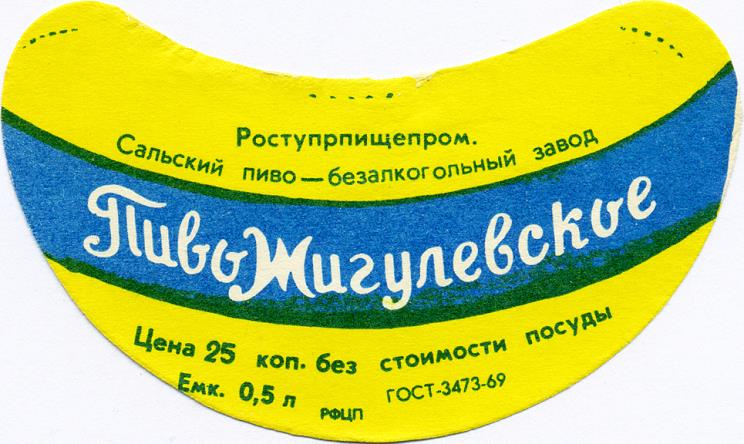 Роступрпищепром.
Сальский пиво—безалкогольный завод
Пиво Жигулевское
Цена 25 коп. без стоимости посуды
Емк. 0,5 л РФЦП ГОСТ-3473-69